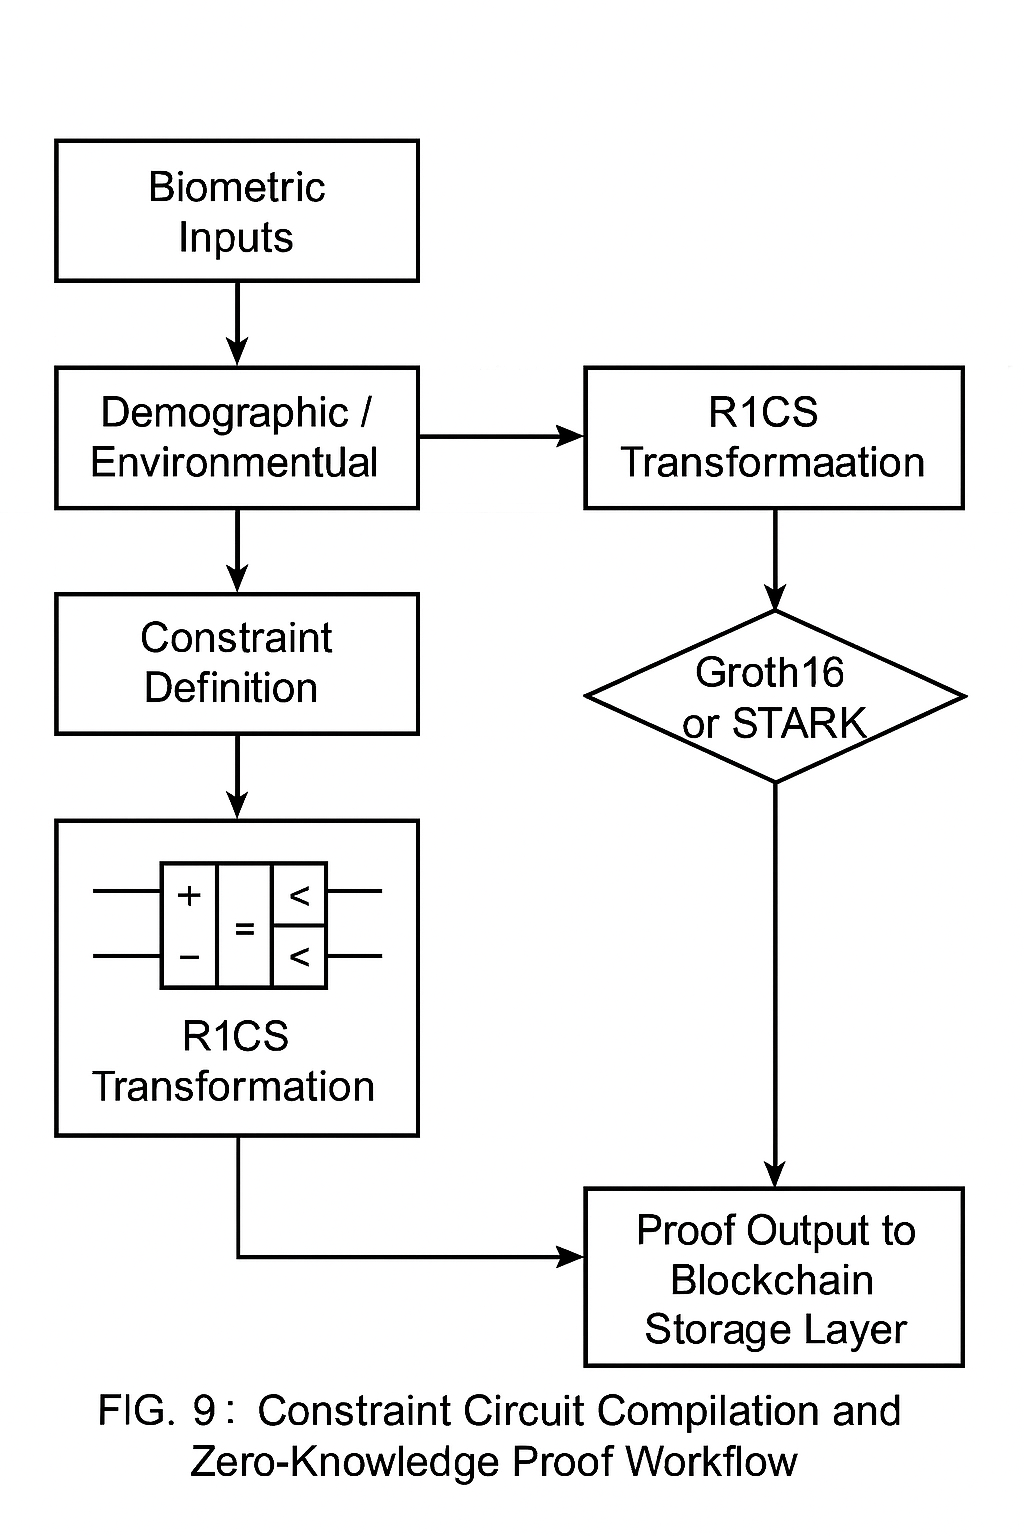 Biometric
Inputs
Demographic /
Environmentual
R1CS
Transformaation
Constraint
Definition
Groth16
or STARK
+
=
<
−
<
R1CS
Transformation
Proof Output to
Blockchain
Storage Layer
FIG. 9: Constraint Circuit Compilation and
Zero-Knowledge Proof Workflow